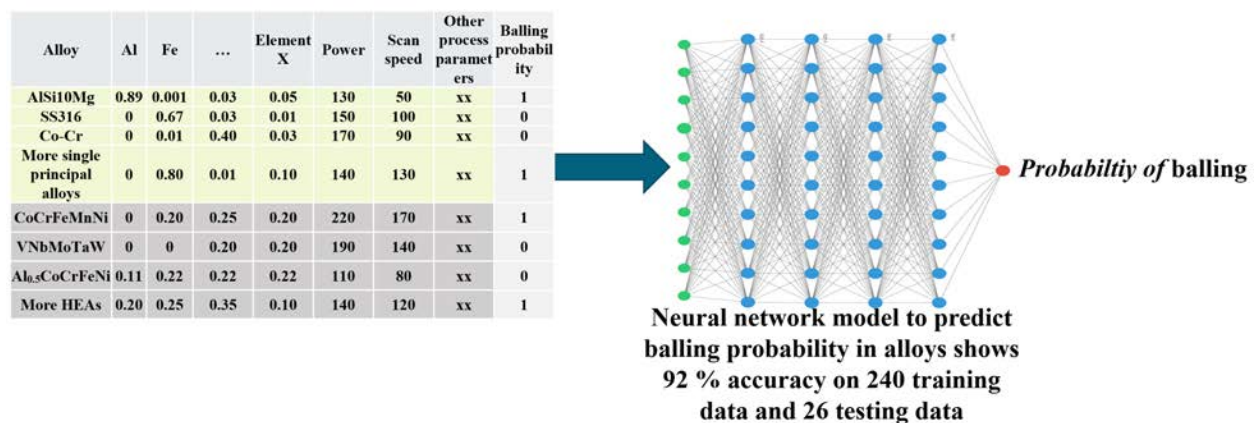 Alloy Al Fe … Element X Power Scan speed Other process paramet ers Balling probabil ity
AlSi10Mg 0.89 0.001 0.03 0.05 130 50 xx 1
SS316 0 0.67 0.03 0.01 150 100 xx 0
Co-Cr 0 0.01 0.40 0.03 170 90 xx 0
More single principal alloys 0 0.80 0.01 0.10 140 130 xx 1
CoCrFeMnNi 0 0.20 0.25 0.20 220 170 xx 1
VNbMoTaW 0 0 0.20 0.20 190 140 xx 0
Al0.5CoCrFeNi 0.11 0.22 0.22 0.22 110 80 xx 0
More HEAs 0.20 0.25 0.35 0.10 140 120 xx 1
Probabiltiy of balling
Neural network model to predict
balling probability in alloys shows
92 % accuracy on 240 training
data and 26 testing data